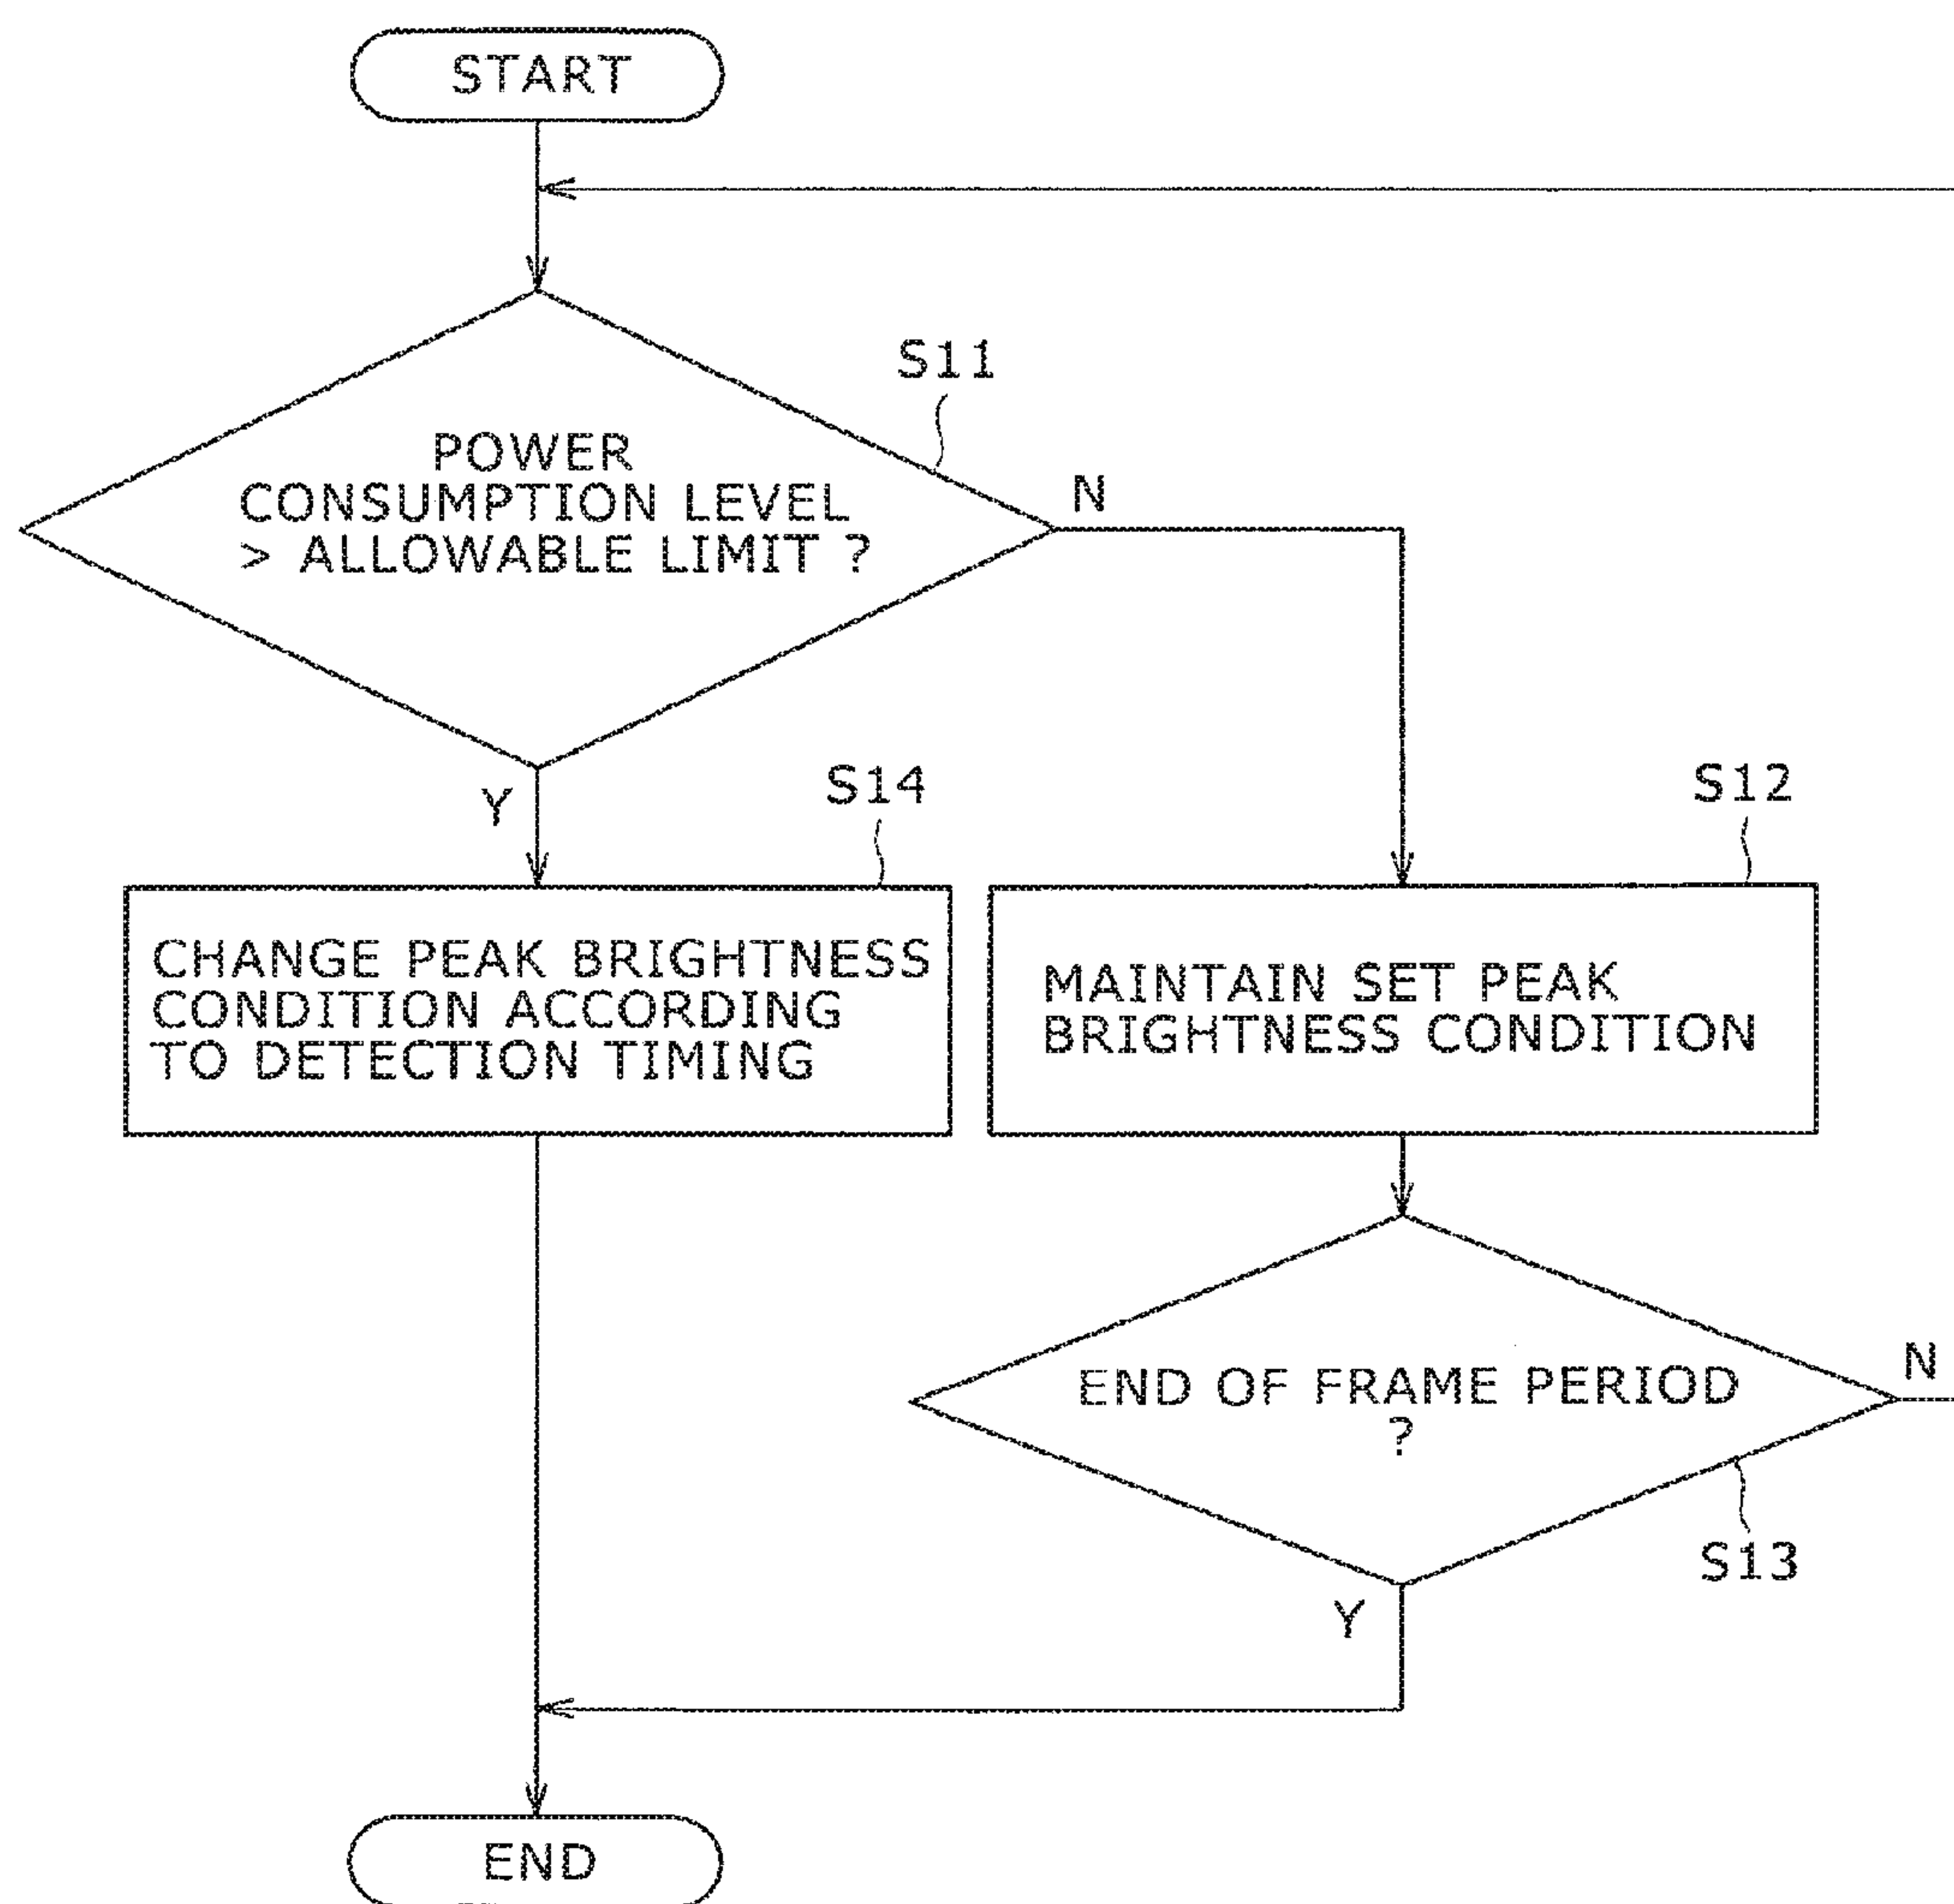 START
S11
POWER
CONSUMPTION LEVEL
> ALLOWABLE LIMIT ?
N
Y
S14
S12
CHANGE PEAK BRIGHTNESS
CONDITION ACCORDING
TO DETECTION TIMING
MAINTAIN SET PEAK
BRIGHTNESS CONDITION
END OF FRAME PERIOD
?
N
S13
Y
END